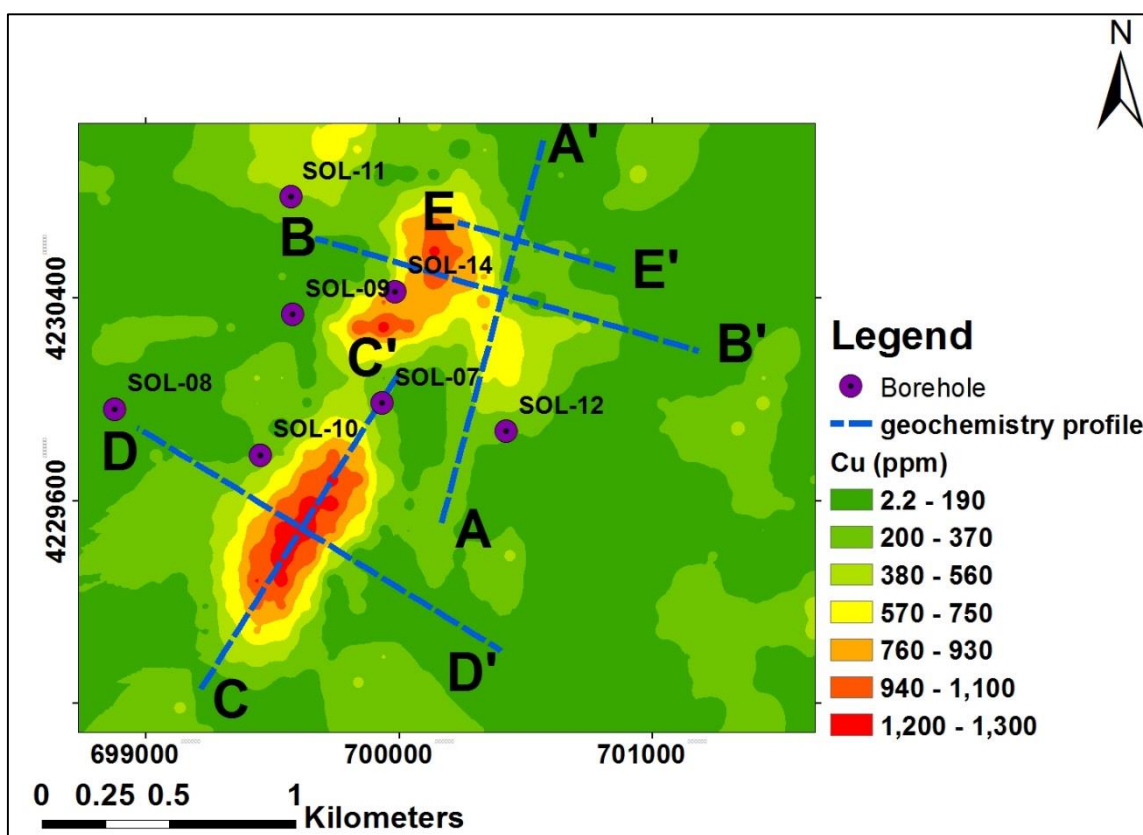 N
A'
SOL-11
B
E
E'
SOL-14
SOL-09
4230400
B'
C'
SOL-07
SOL-08
SOL-12
SOL-10
D
A
4229600
D'
C
699000
700000
701000
0 0.25 0.5 1
Kilometers
Legend
Borehole
geochemistry profile
Cu (ppm)
2.2 - 190
200 - 370
380 - 560
570 - 750
760 - 930
940 - 1,100
1,200 - 1,300